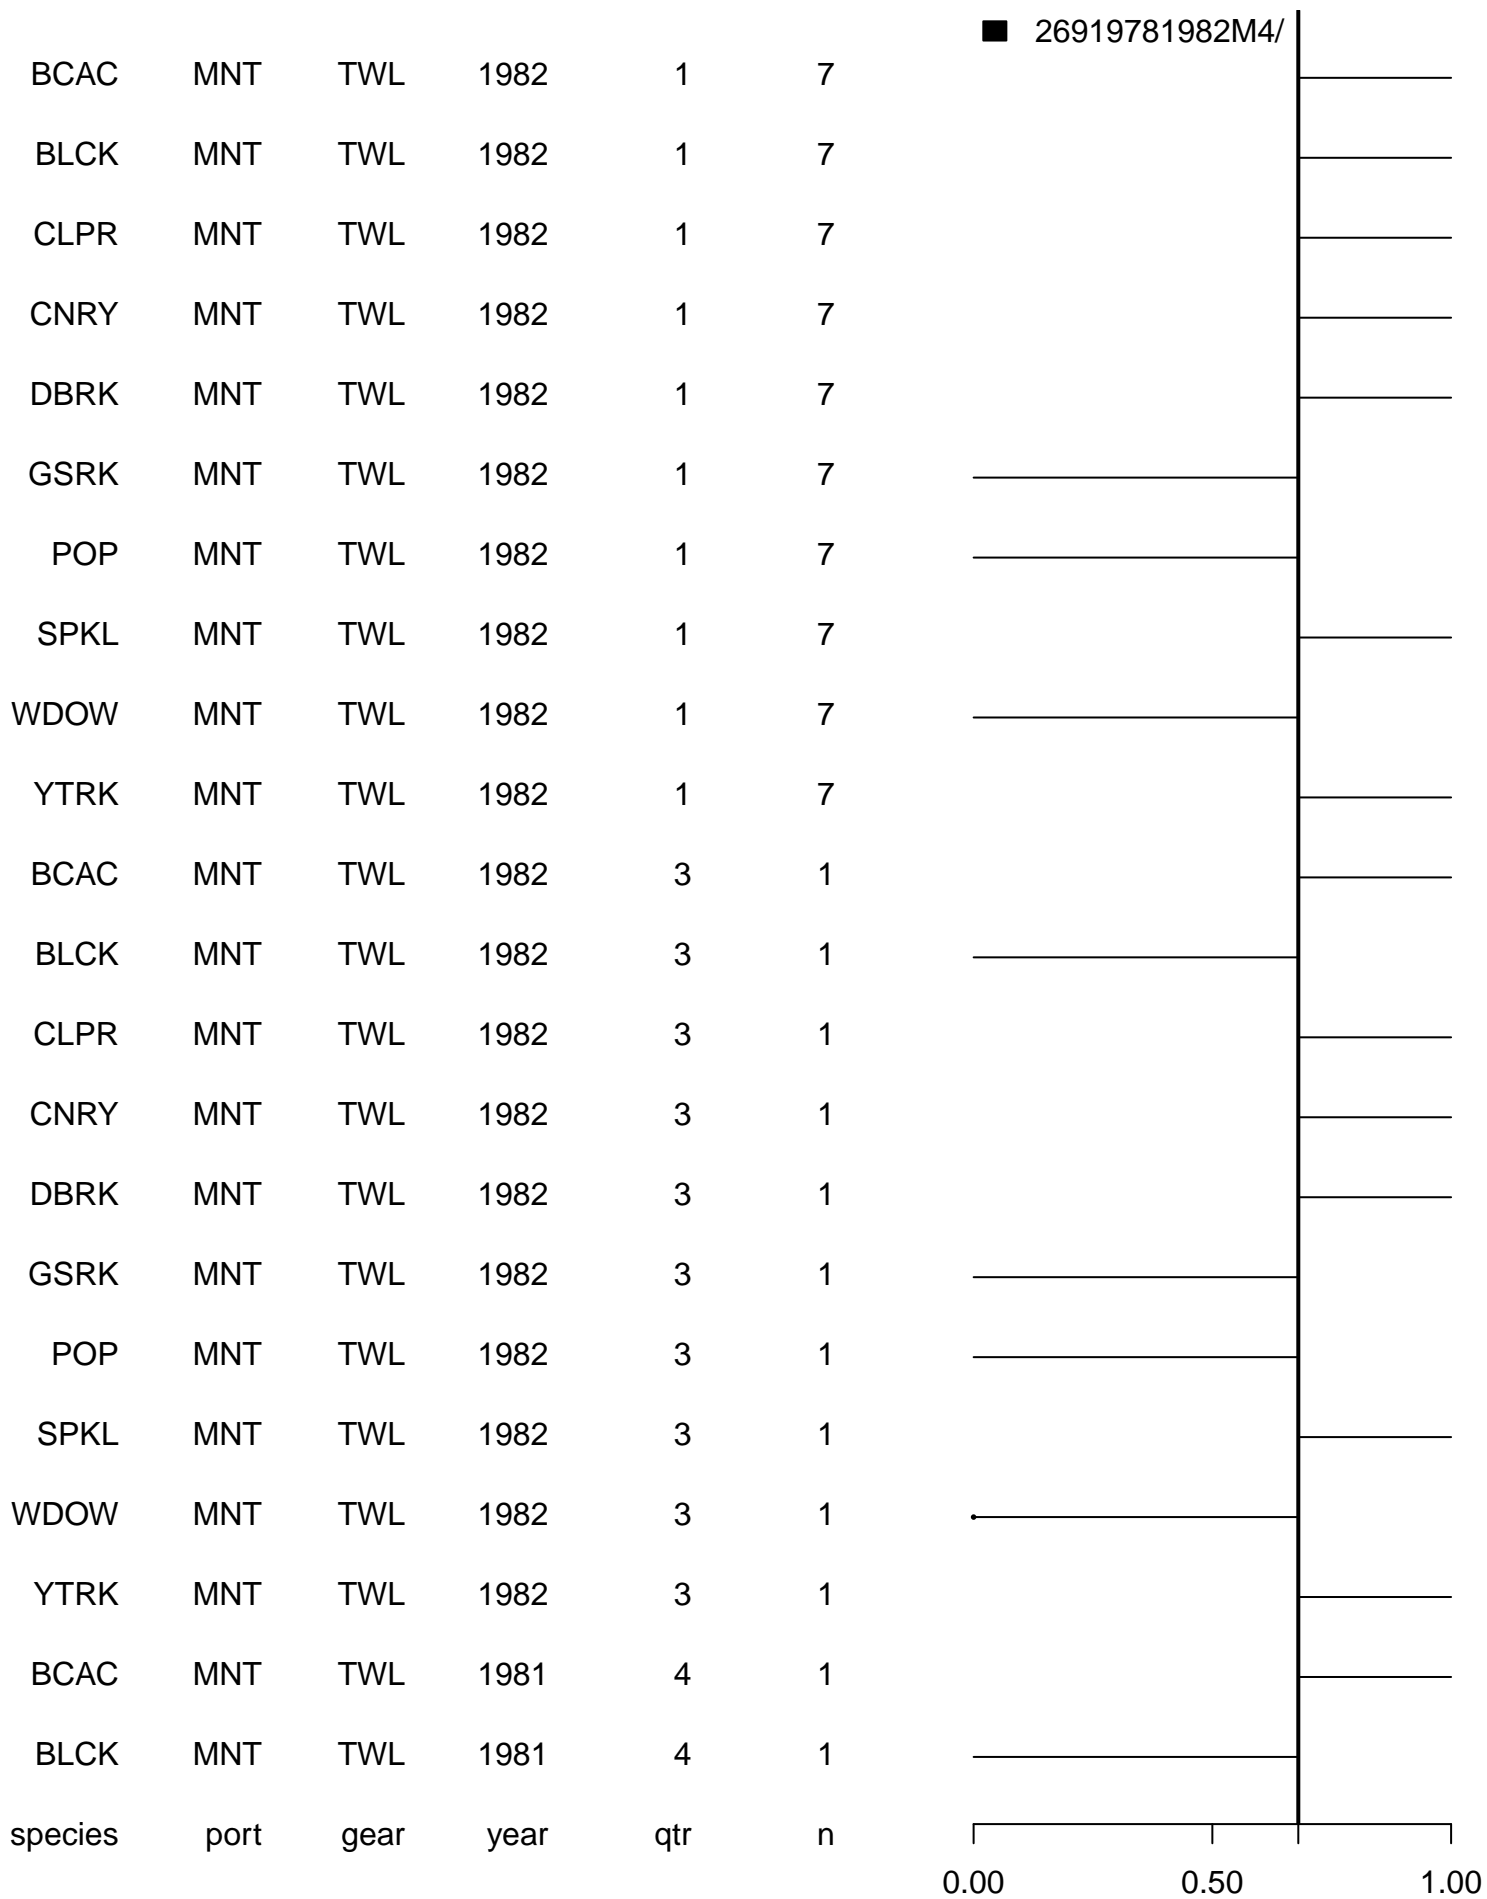 26919781982M4/
BCAC MNT TWL 1982 1 7
BLCK MNT TWL 1982 1 7
CLPR MNT TWL 1982 1 7
CNRY MNT TWL 1982 1 7
DBRK MNT TWL 1982 1 7
GSRK MNT TWL 1982 1 7
POP MNT TWL 1982 1 7
SPKL MNT TWL 1982 1 7
WDOW MNT TWL 1982 1 7
YTRK MNT TWL 1982 1 7
BCAC MNT TWL 1982 3 1
BLCK MNT TWL 1982 3 1
CLPR MNT TWL 1982 3 1
CNRY MNT TWL 1982 3 1
DBRK MNT TWL 1982 3 1
GSRK MNT TWL 1982 3 1
POP MNT TWL 1982 3 1
SPKL MNT TWL 1982 3 1
WDOW MNT TWL 1982 3 1
YTRK MNT TWL 1982 3 1
BCAC MNT TWL 1981 4 1
BLCK MNT TWL 1981 4 1
species port gear year qtr n
0.00 0.50 1.00